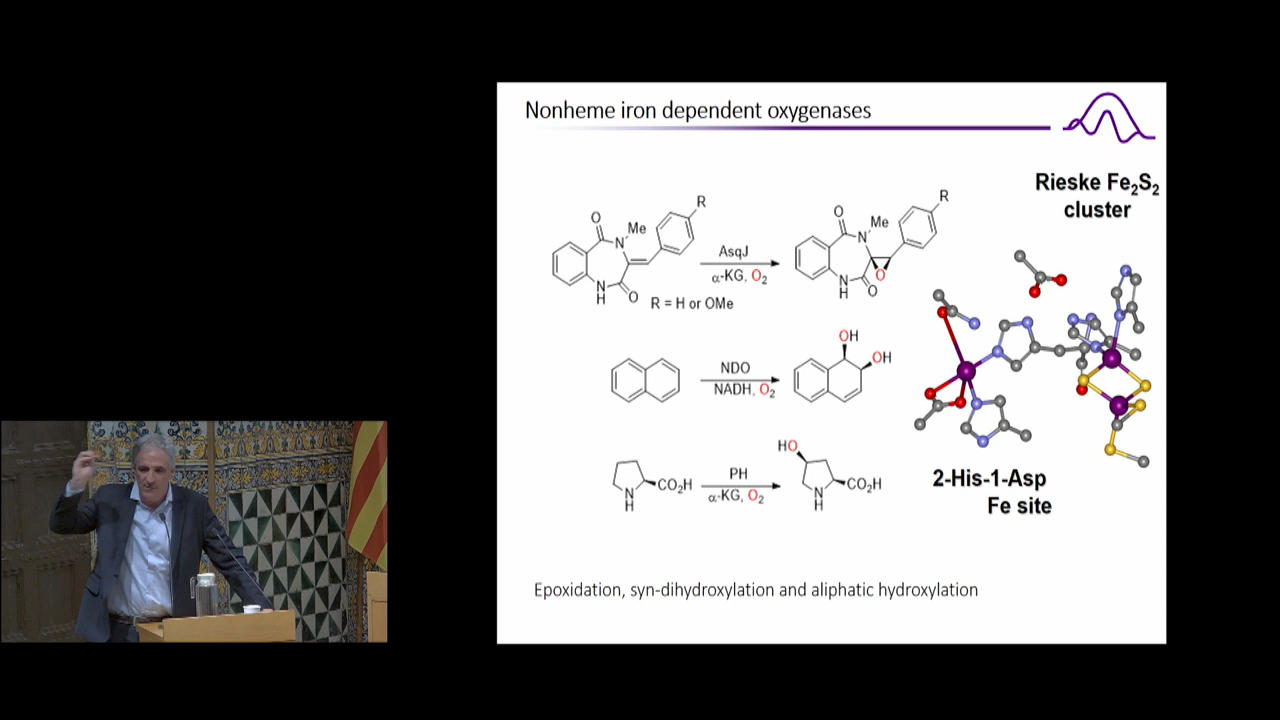 Nonheme iron dependent oxygenases
Rieske Fe₂S₂
cluster
O
N
Me
R
N
H
O
AsqJ
α-KG, O₂
R = H or OMe
O
N
Me
R
NH
O
O
NDO
NADH, O₂
OH
OH
N
H
CO₂H
PH
α-KG, O₂
HO
N
H
CO₂H
2-His-1-Asp
Fe site
Epoxidation, syn-dihydroxylation and aliphatic hydroxylation